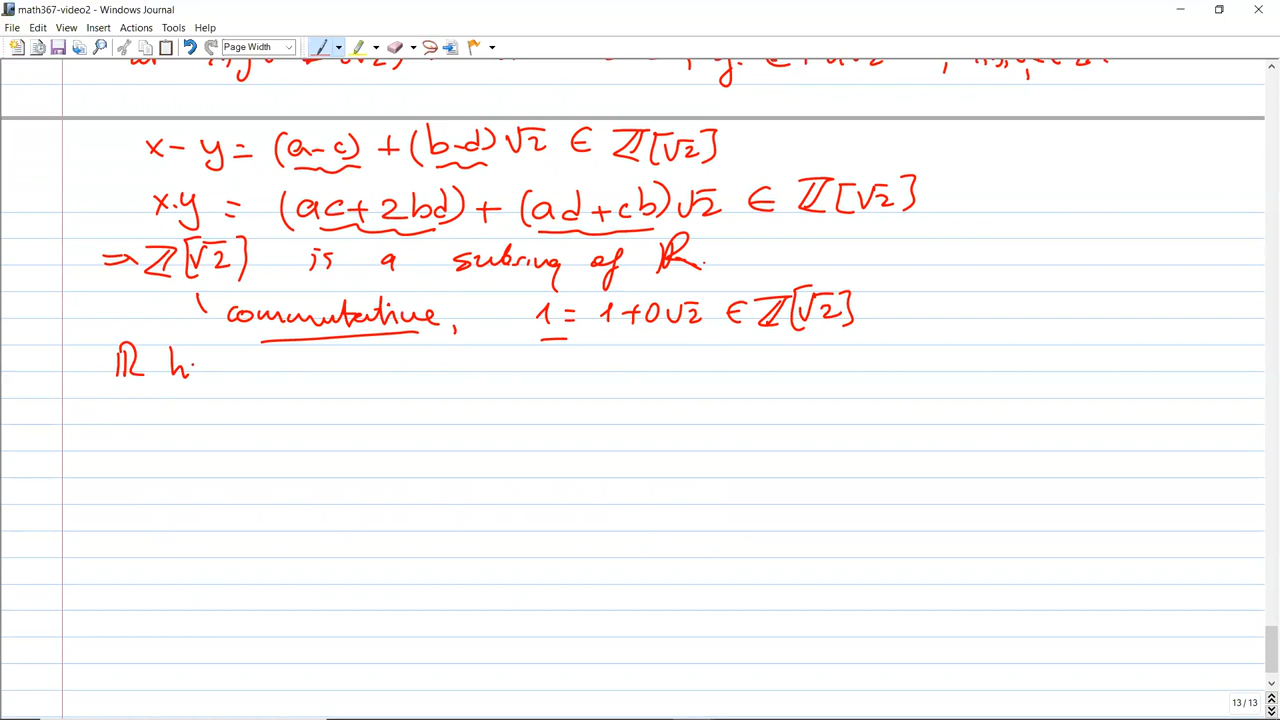 math367-video2 - Windows Journal
File Edit View Insert Actions Tools Help
Page Width
x - y = (a-c) + (b-d)√2 ∈ ℤ[√2]
x.y = (ac+2bd) + (ad+cb)√2 ∈ ℤ[√2]
⇒ ℤ[√2] is a subring of ℝ.
commutative, 1 = 1+0√2 ∈ ℤ[√2]
ℝ h
13 / 13